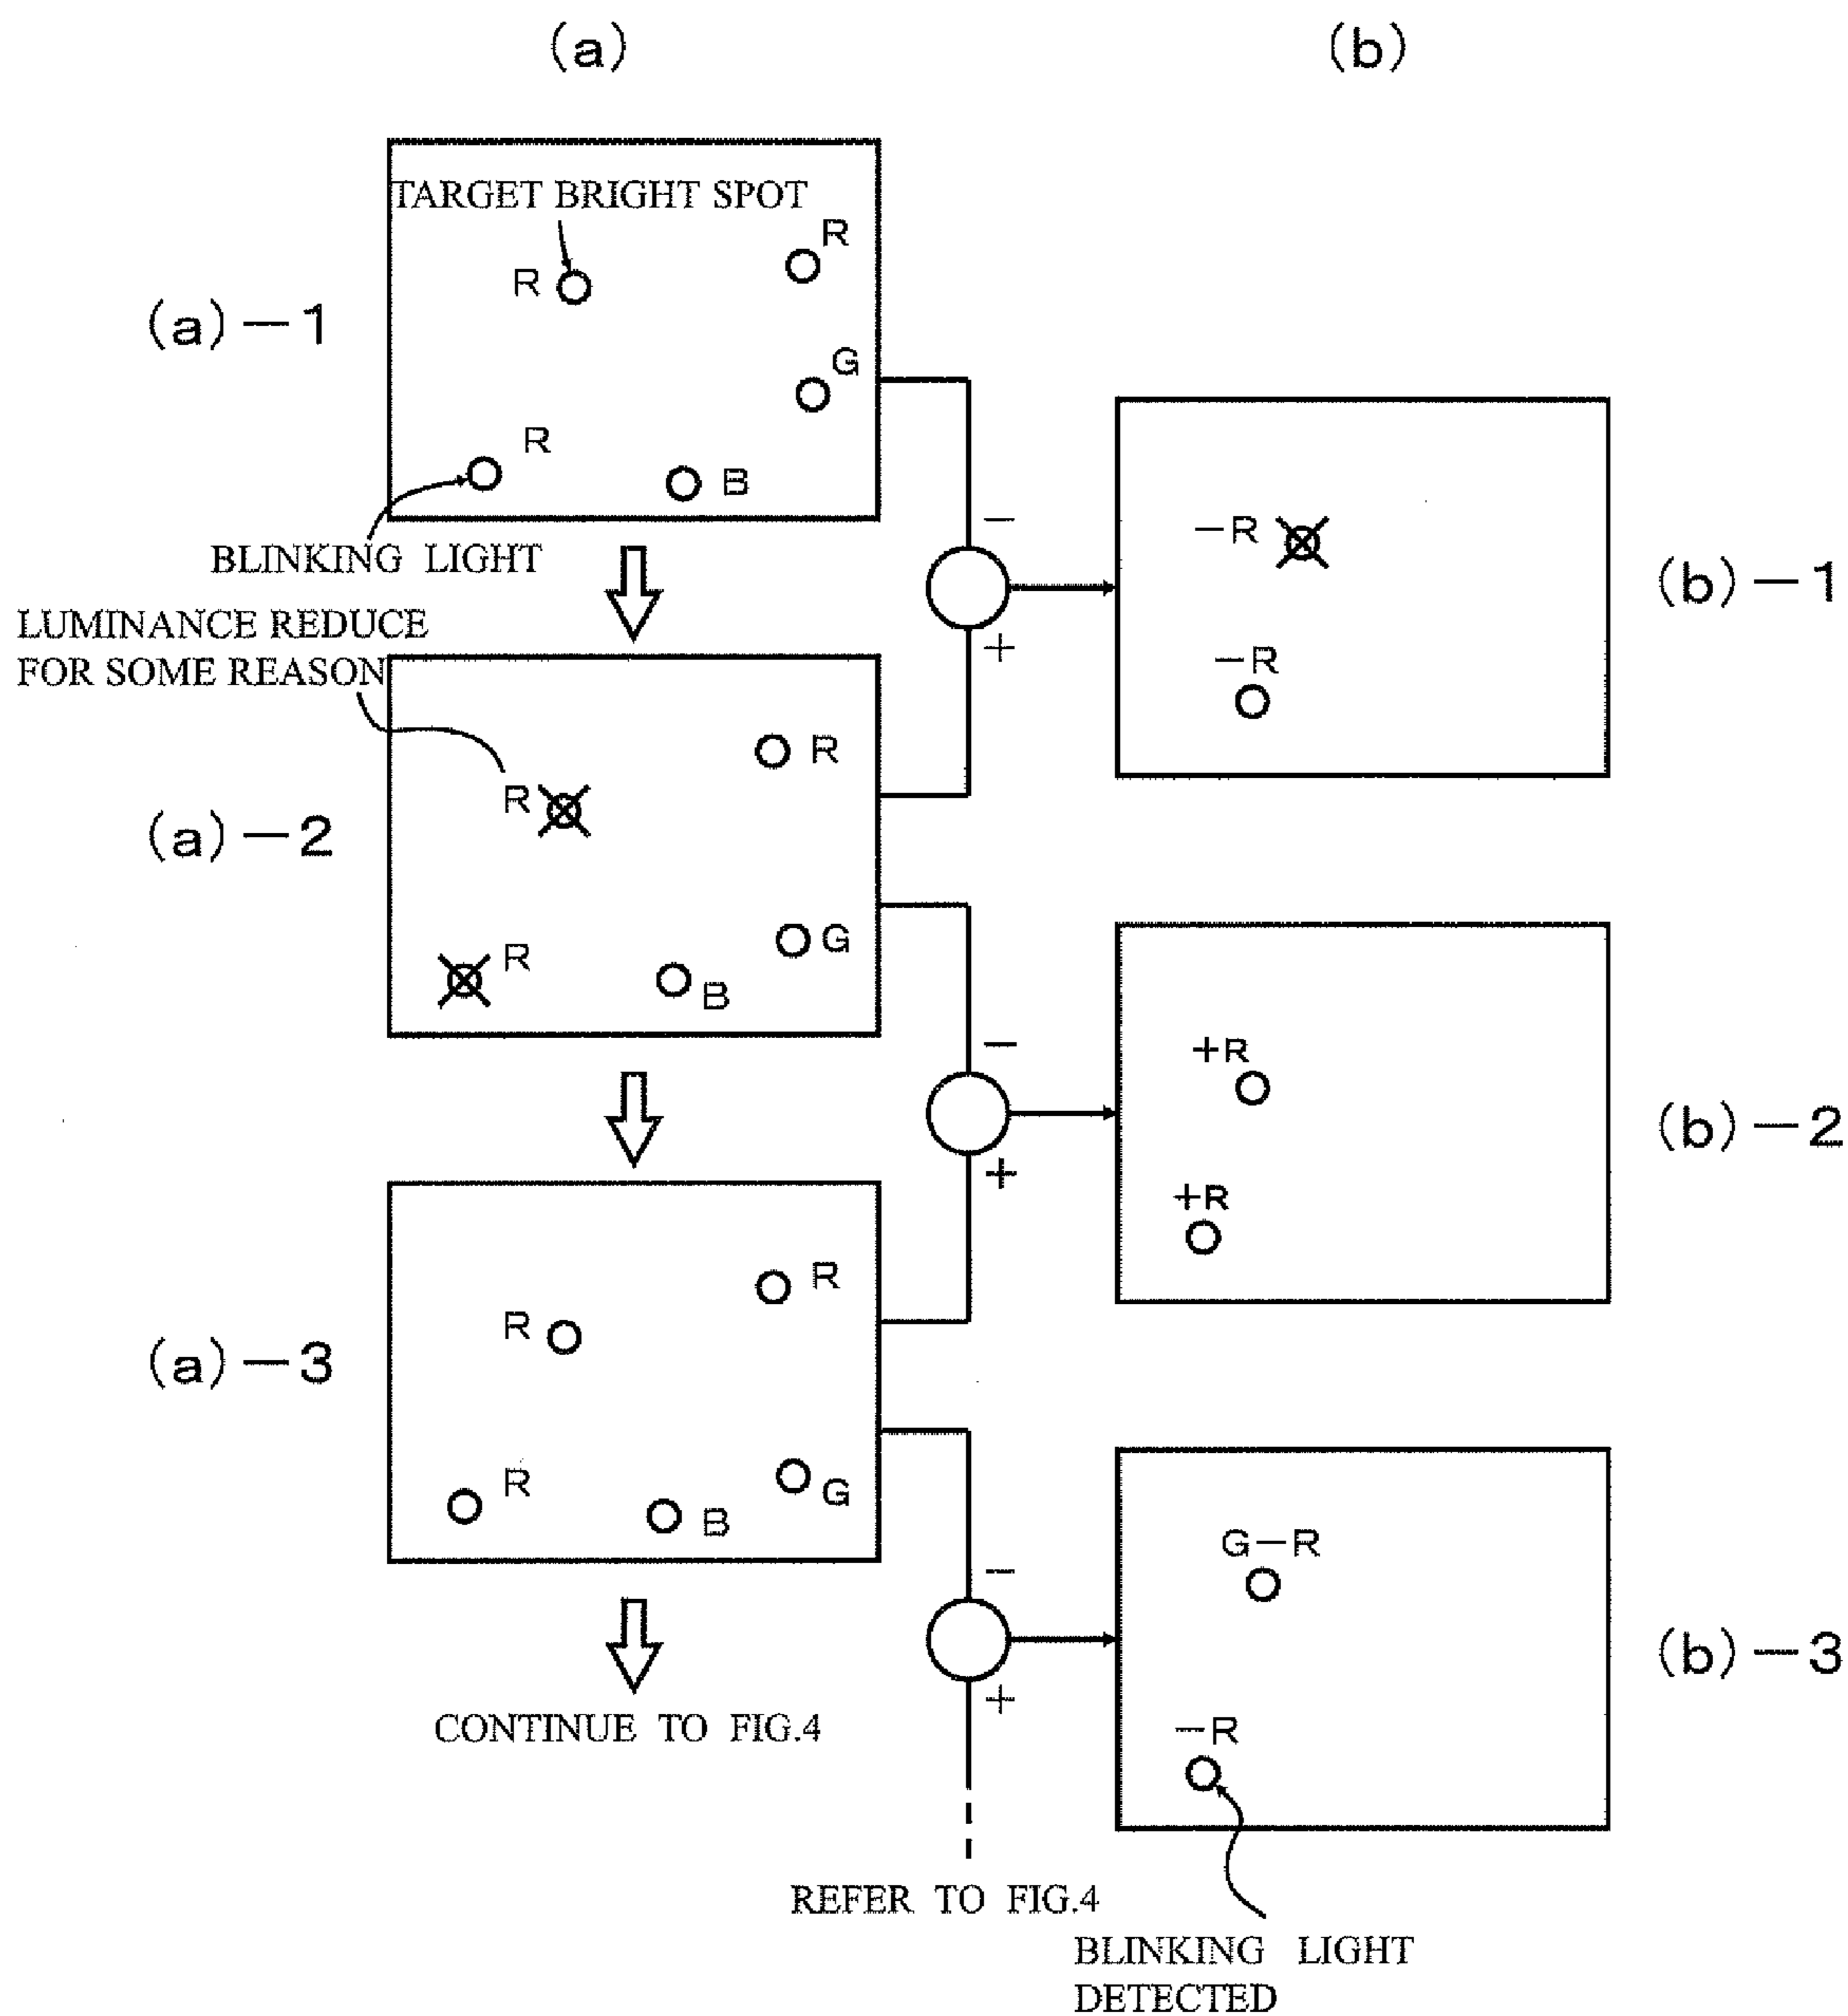 (a)
(b)
TARGET BRIGHT SPOT
R
R
(a)－1
G
R
B
BLINKING LIGHT
－
＋
－R
－R
(b)－1
LUMINANCE REDUCE
FOR SOME REASON
R
R
(a)－2
R
G
B
－
＋
+R
+R
(b)－2
R
R
(a)－3
R
B
G
CONTINUE TO FIG.4
－
＋
G－R
－R
(b)－3
REFER TO FIG.4
BLINKING LIGHT
DETECTED